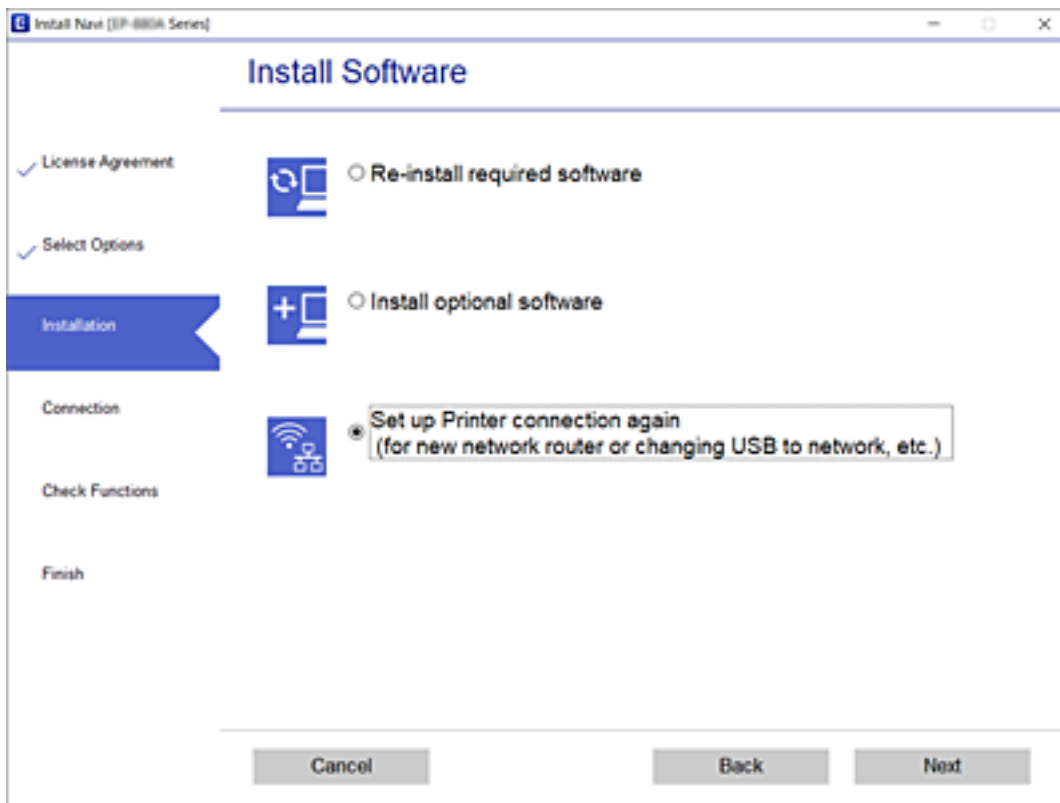 Install Navi [ Series]
Install Software
License Agreement
Select Options
Installation
Connection
Check Functions
Finish
Re-install required software
Install optional software
Set up Printer connection again
(for new network router or changing USB to network, etc.)
Cancel
Back
Next